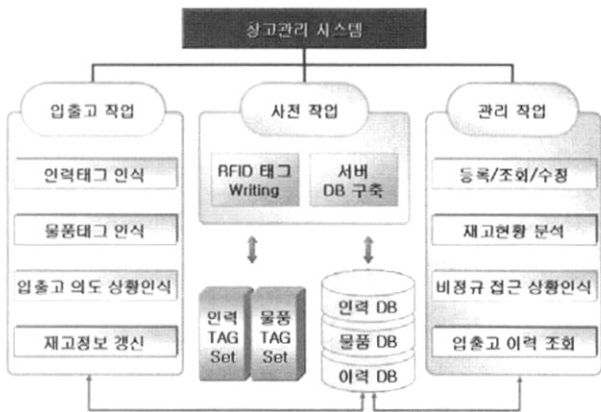 창고관리 시스템
입출고 작업
인력태그 인식
물품태그 인식
입출고 의도 상황인식
재고정보 갱신
사전 작업
RFID 태그
Writing
서버
DB 구축
인력
TAG
Set
물품
TAG
Set
인력 DB
물품 DB
이력 DB
관리 작업
등록/조회/수정
재고현황 분석
비정규 접근 상황인식
입출고 이력 조회